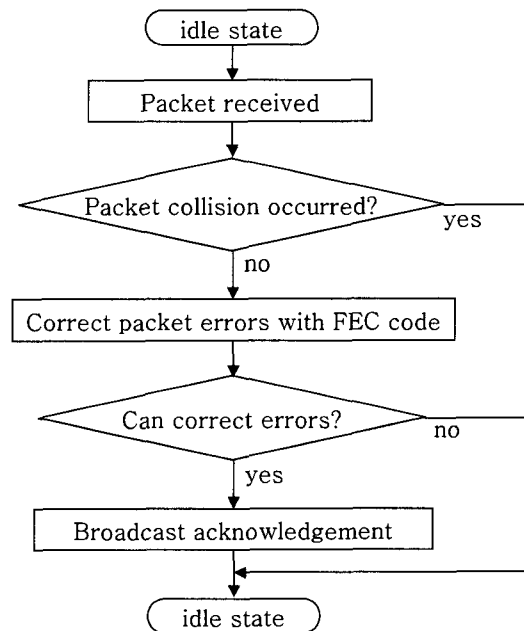 idle state
Packet received
Packet collision occurred?
yes
no
Correct packet errors with FEC code
Can correct errors?
no
yes
Broadcast acknowledgement
idle state